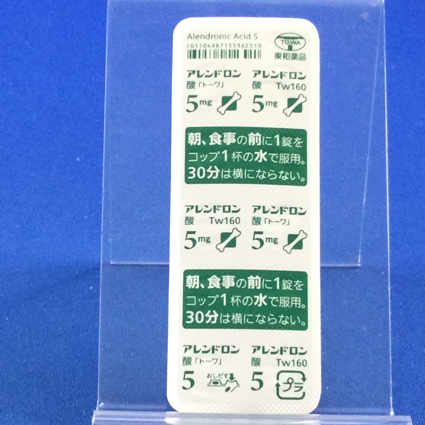 Alendronic Acid 5
TOWA
東和薬品
アレンドロン
酸「トーワ」
5mg
アレンドロン
酸 Tw160
5mg
朝、食事の前に1錠を
コップ1杯の水で服用。
30分は横にならない。
アレンドロン
酸 Tw160
5mg
アレンドロン
酸「トーワ」
5mg
朝、食事の前に1錠を
コップ1杯の水で服用。
30分は横にならない。
アレンドロン
酸「トーワ」
5
おしだす
アレンドロン
酸 Tw160
5
プラ